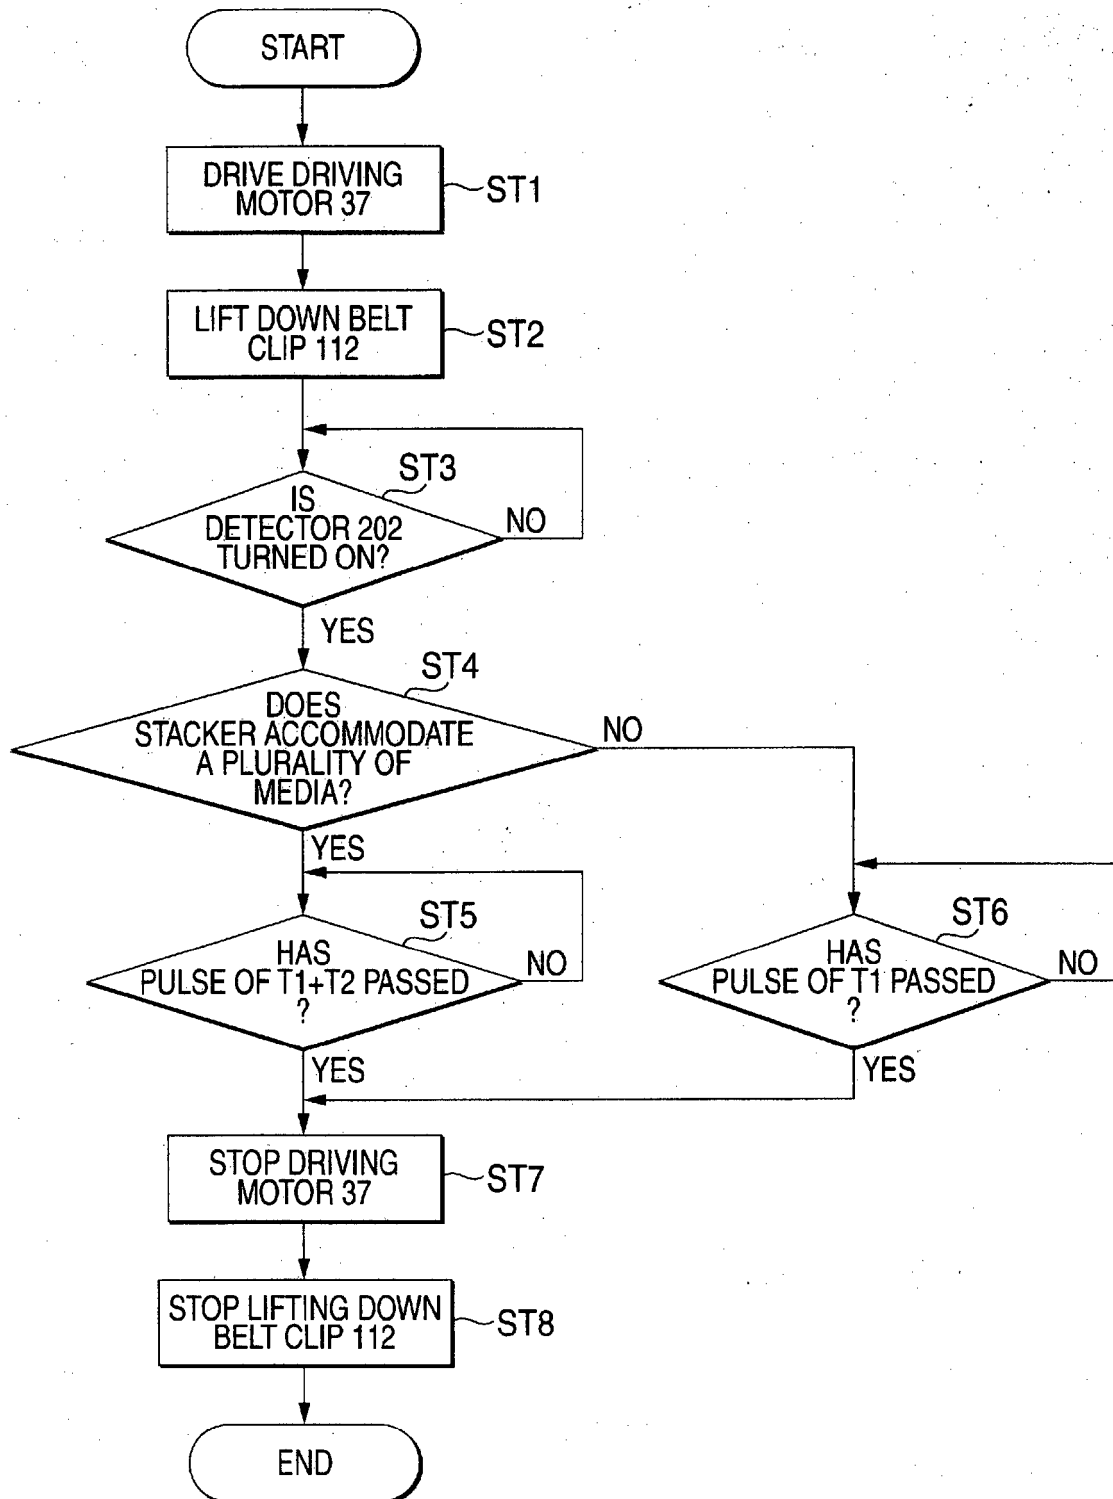 START
DRIVE DRIVING
MOTOR 37
ST1
LIFT DOWN BELT
CLIP 112
ST2
ST3
IS
DETECTOR 202
TURNED ON?
NO
YES
ST4
DOES
STACKER ACCOMMODATE
A PLURALITY OF
MEDIA?
NO
YES
ST5
HAS
PULSE OF T1+T2 PASSED
?
NO
YES
ST6
HAS
PULSE OF T1 PASSED
?
NO
YES
STOP DRIVING
MOTOR 37
ST7
STOP LIFTING DOWN
BELT CLIP 112
ST8
END